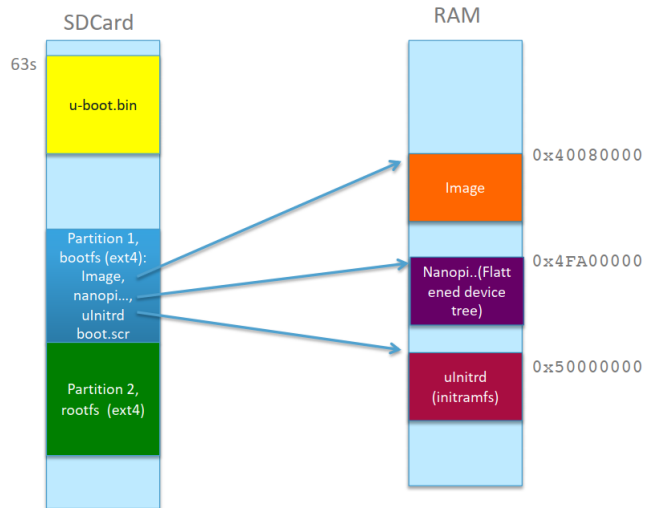 SDCard
63s
u-boot.bin
Partition 1,
bootfs (ext4):
Image,
nanopi...,
uInitrd
boot.scr
Partition 2,
rootfs (ext4)
RAM
0x40080000
Image
0x4FA00000
Nanopi..(Flatt
ened device
tree)
0x50000000
uInitrd
(initramfs)